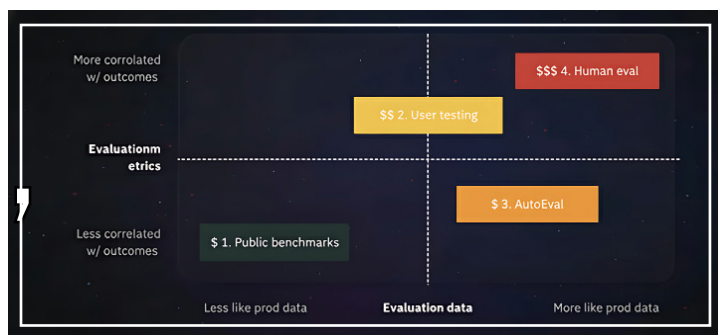 More corrolated
w/ outcomes
$$$ 4. Human eval
$$ 2. User testing
Evaluationm
etrics
$ 3. AutoEval
Less correlated
w/ outcomes
$ 1. Public benchmarks
Less like prod data
Evaluation data
More like prod data